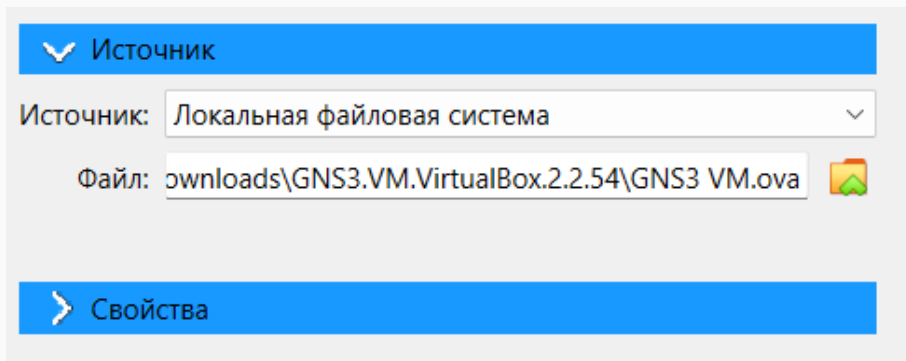 Источник
Источник: Локальная файловая система
Файл: ownloads\GNS3.VM.VirtualBox.2.2.54\GNS3 VM.ova
Свойства